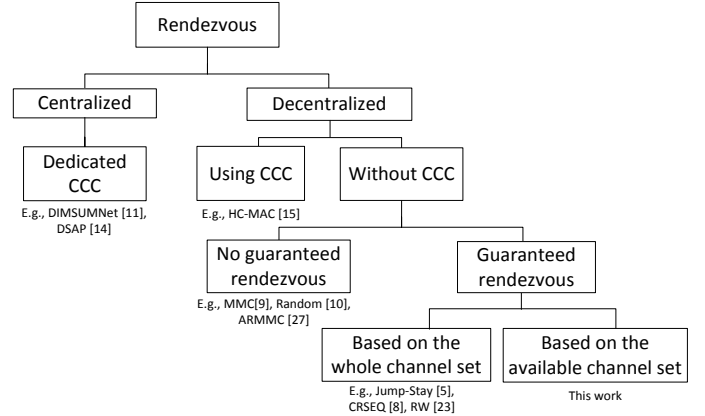 Rendezvous
Centralized
Decentralized
Dedicated
CCC
Using CCC
Without CCC
E.g., DIMSUMNet [11],
DSAP [14]
E.g., HC-MAC [15]
No guaranteed
rendezvous
Guaranteed
rendezvous
E.g., MMC[9], Random [10],
ARMMC [27]
Based on the
whole channel set
Based on the
available channel set
E.g., Jump-Stay [5],
CRSEQ [8], RW [23]
This work